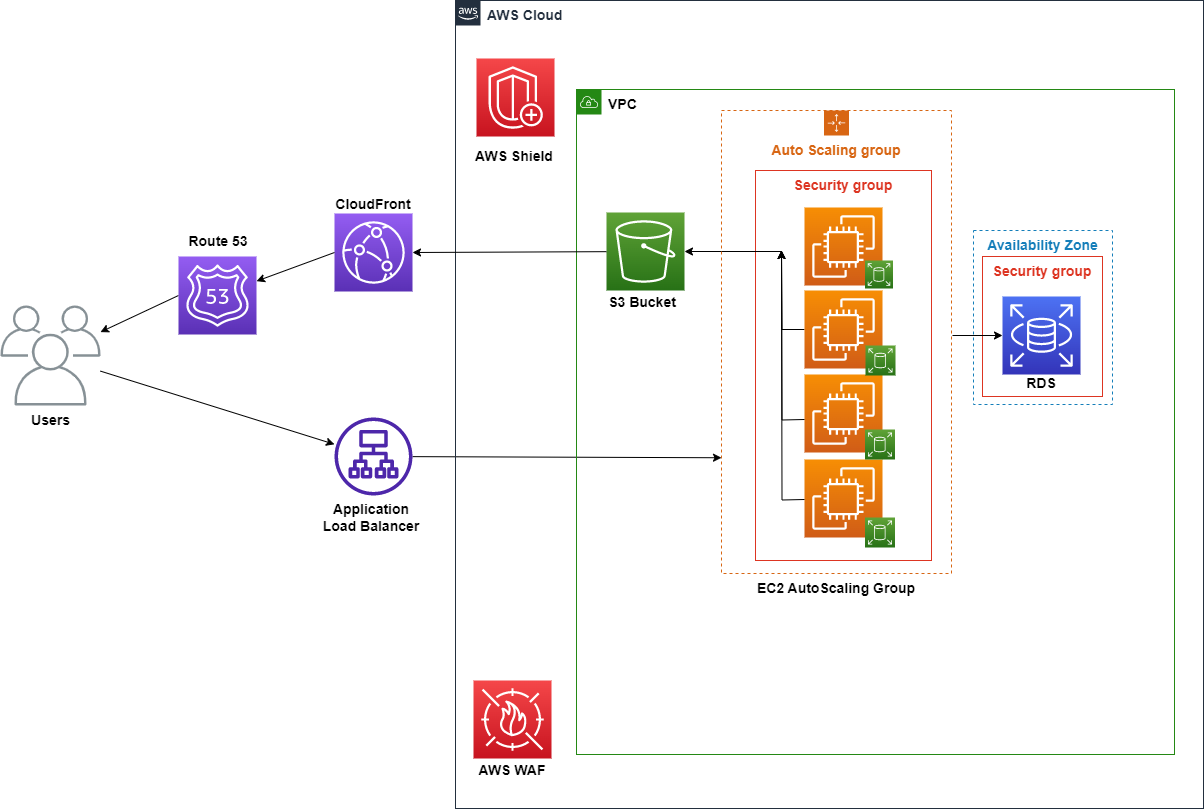 aws
AWS Cloud
AWS Shield
VPC
Auto Scaling group
Security group
CloudFront
Route 53
53
S3 Bucket
Availability Zone
Security group
RDS
Users
Application
Load Balancer
EC2 AutoScaling Group
AWS WAF